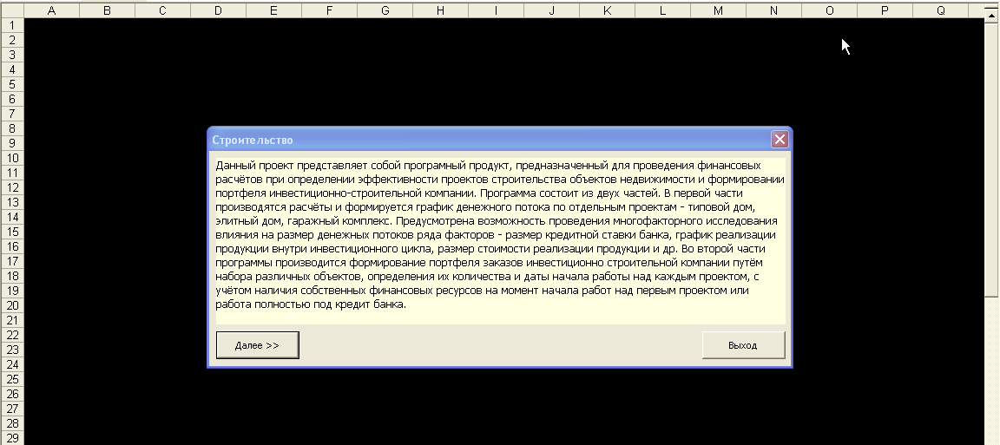 A B C D E F G H I J K L M N O P Q
1
2
3
4
5
6
7
8
Строительство
9
10
Данный проект представляет собой програмный продукт, предназначенный для проведения финансовых
11
расчётов при определении эффективности проектов строительства объектов недвижимости и формировании
12
портфеля инвестиционно-строительной компании. Программа состоит из двух частей. В первой части
13
производятся расчёты и формируется график денежного потока по отдельным проектам - типовой дом,
14
элитный дом, гаражный комплекс. Предусмотрена возможность проведения многофакторного исследования
15
влияния на размер денежных потоков ряда факторов - размер кредитной ставки банка, график реализации
16
продукции внутри инвестиционного цикла, размер стоимости реализации продукции и др. Во второй части
17
программы производится формирование портфеля заказов инвестиционно строительной компании путём
18
набора различных объектов, определения их количества и даты начала работы над каждым проектом, с
19
учётом наличия собственных финансовых ресурсов на момент начала работ над первым проектом или
20
работа полностью под кредит банка.
21
22
23
Далее >> Выход
24
25
26
27
28
29